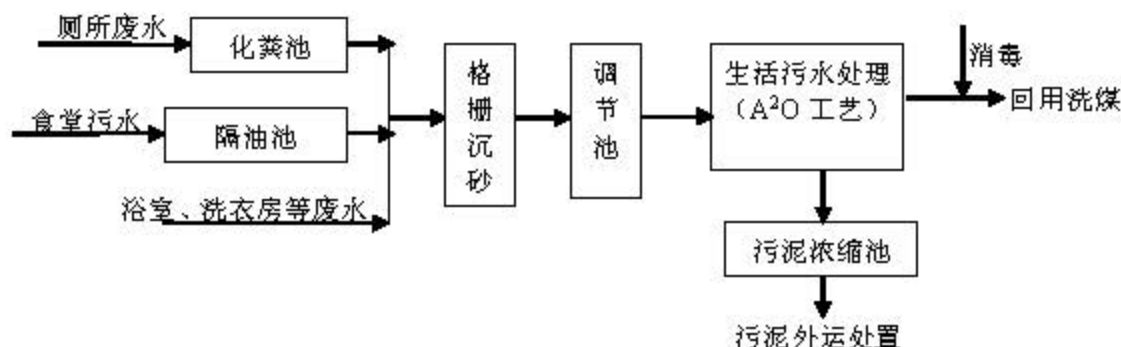 厕所废水
化粪池
食堂污水
隔油池
浴室、洗衣房等废水
格栅沉砂
调节池
生活污水处理
（A²O 工艺）
消毒
回用洗煤
污泥浓缩池
污泥外运处置